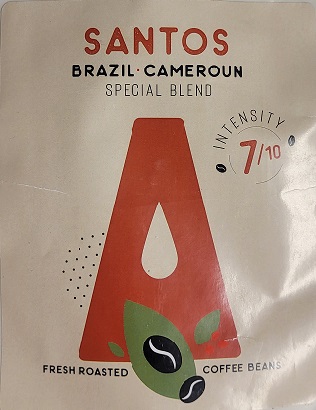 SANTOS
BRAZIL · CAMEROUN
SPECIAL BLEND
INTENSITY
7/10
A
FRESH ROASTED COFFEE BEANS